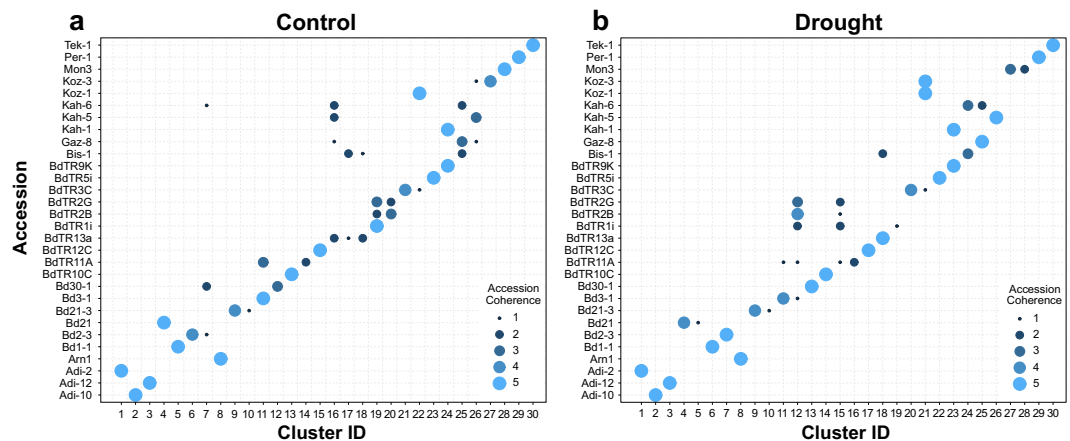 a Control
b Drought
Accession
Tek-1
Per-1
Mon3
Koz-3
Koz-1
Kah-6
Kah-5
Kah-1
Gaz-8
Bis-1
BdTR9K
BdTR5i
BdTR3C
BdTR2G
BdTR2B
BdTR1i
BdTR13a
BdTR12C
BdTR11A
BdTR10C
Bd30-1
Bd3-1
Bd21-3
Bd21
Bd2-3
Bd1-1
Arn1
Adi-2
Adi-12
Adi-10
Accession
Coherence
1
2
3
4
5
1 2 3 4 5 6 7 8 9 10 11 12 13 14 15 16 17 18 19 20 21 22 23 24 25 26 27 28 29 30
Cluster ID
Tek-1
Per-1
Mon3
Koz-3
Koz-1
Kah-6
Kah-5
Kah-1
Gaz-8
Bis-1
BdTR9K
BdTR5i
BdTR3C
BdTR2G
BdTR2B
BdTR1i
BdTR13a
BdTR12C
BdTR11A
BdTR10C
Bd30-1
Bd3-1
Bd21-3
Bd21
Bd2-3
Bd1-1
Arn1
Adi-2
Adi-12
Adi-10
Accession
Coherence
1
2
3
4
5
1 2 3 4 5 6 7 8 9 10 11 12 13 14 15 16 17 18 19 20 21 22 23 24 25 26 27 28 29 30
Cluster ID